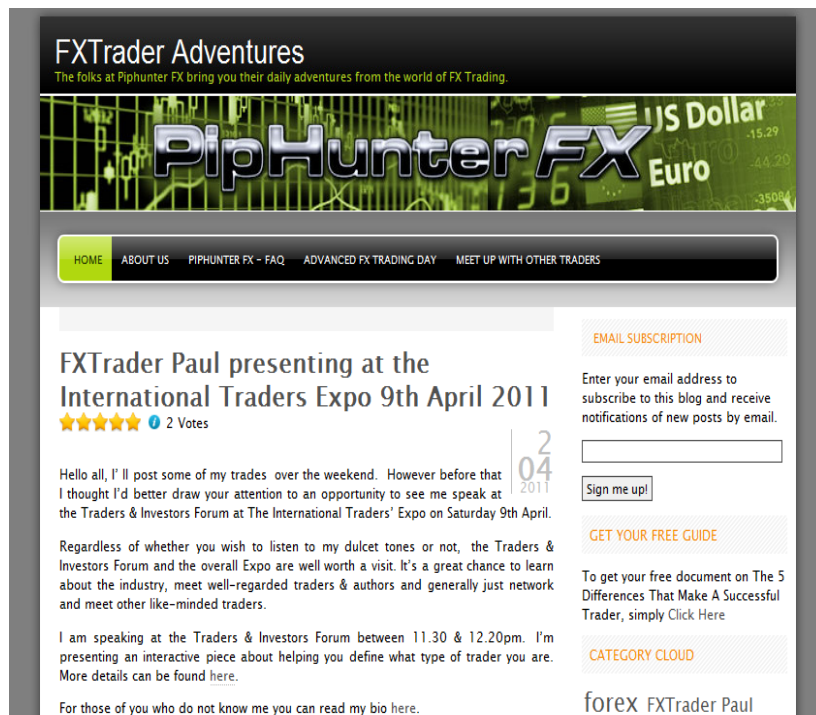 FXTrader Adventures
The folks at Piphunter FX bring you their daily adventures from the world of FX Trading.
PipHunter FX
US Dollar
-15.29
Euro
-44.20
-35084
736
HOME ABOUT US PIPHUNTER FX – FAQ ADVANCED FX TRADING DAY MEET UP WITH OTHER TRADERS
FXTrader Paul presenting at the
International Traders Expo 9th April 2011
2 Votes
2
04
2011
Hello all, I' ll post some of my trades over the weekend. However before that
I thought I'd better draw your attention to an opportunity to see me speak at
the Traders & Investors Forum at The International Traders' Expo on Saturday 9th April.
Regardless of whether you wish to listen to my dulcet tones or not, the Traders &
Investors Forum and the overall Expo are well worth a visit. It's a great chance to learn
about the industry, meet well-regarded traders & authors and generally just network
and meet other like-minded traders.
I am speaking at the Traders & Investors Forum between 11.30 & 12.20pm. I'm
presenting an interactive piece about helping you define what type of trader you are.
More details can be found here.
For those of you who do not know me you can read my bio here.
EMAIL SUBSCRIPTION
Enter your email address to
subscribe to this blog and receive
notifications of new posts by email.
Sign me up!
GET YOUR FREE GUIDE
To get your free document on The 5
Differences That Make A Successful
Trader, simply Click Here
CATEGORY CLOUD
forex FXTrader Paul